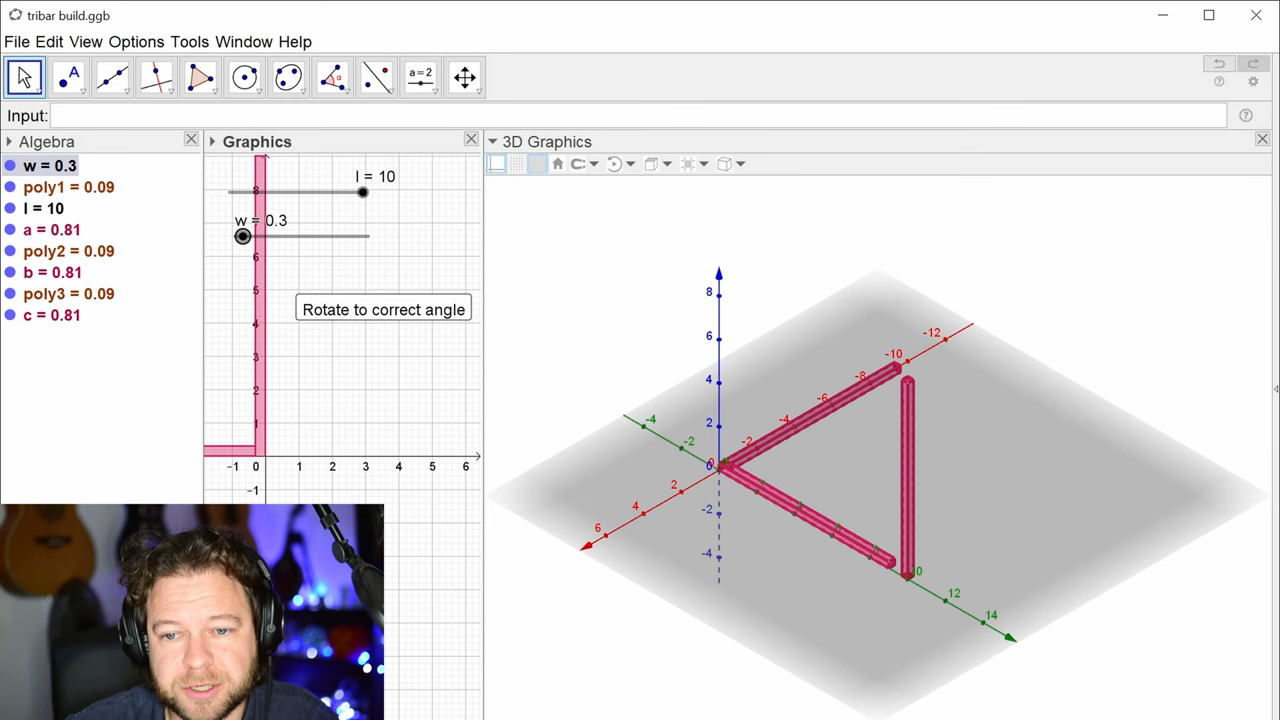 tribar build.ggb
File Edit View Options Tools Window Help
A
α
a=2
Input:
Algebra
Graphics
3D Graphics
w = 0.3
poly1 = 0.09
l = 10
a = 0.81
poly2 = 0.09
b = 0.81
poly3 = 0.09
c = 0.81
l = 10
w = 0.3
Rotate to correct angle
8
6
5
4
3
2
1
-1 0 1 2 3 4 5 6
-1
8
6
4
2
0
-2
-4
-12
-10
-8
-6
-4
-2
2
4
6
-4
-2
12
14